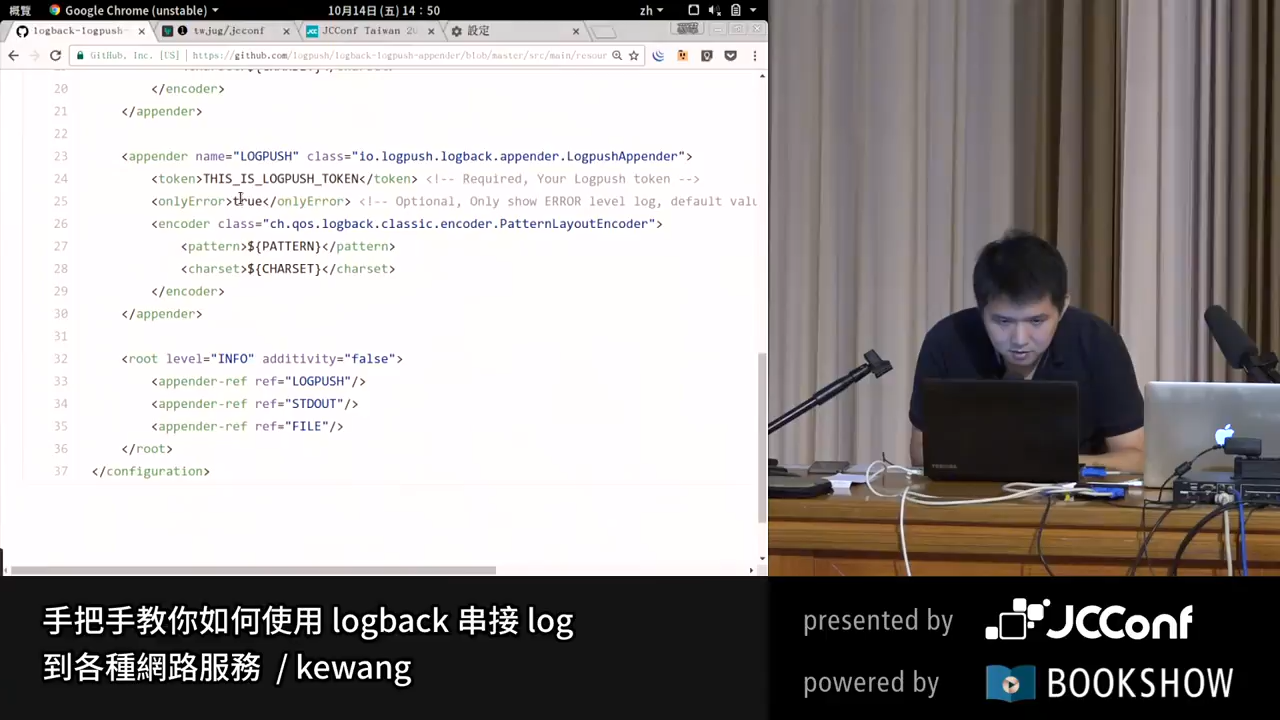 概覽
Google Chrome (unstable)
10月14日 (五) 14:50
zh
logback-logpush-
tw.jug/jcconf
JCConf Taiwan 20
設定
GitHub, Inc. [US]
https://github.com/logpush/logback-logpush-appender/blob/master/src/main/resour
20 </encoder>
21 </appender>
22
23 <appender name="LOGPUSH" class="io.logpush.logback.appender.LogpushAppender">
24 <token>THIS_IS_LOGPUSH_TOKEN</token> <!-- Required, Your Logpush token -->
25 <onlyError>true</onlyError> <!-- Optional, Only show ERROR level log, default valu
26 <encoder class="ch.qos.logback.classic.encoder.PatternLayoutEncoder">
27 <pattern>${PATTERN}</pattern>
28 <charset>${CHARSET}</charset>
29 </encoder>
30 </appender>
31
32 <root level="INFO" additivity="false">
33 <appender-ref ref="LOGPUSH"/>
34 <appender-ref ref="STDOUT"/>
35 <appender-ref ref="FILE"/>
36 </root>
37 </configuration>
TOSHIBA
手把手教你如何使用 logback 串接 log
到各種網路服務 / kewang
presented by JCConf
powered by BOOKSHOW